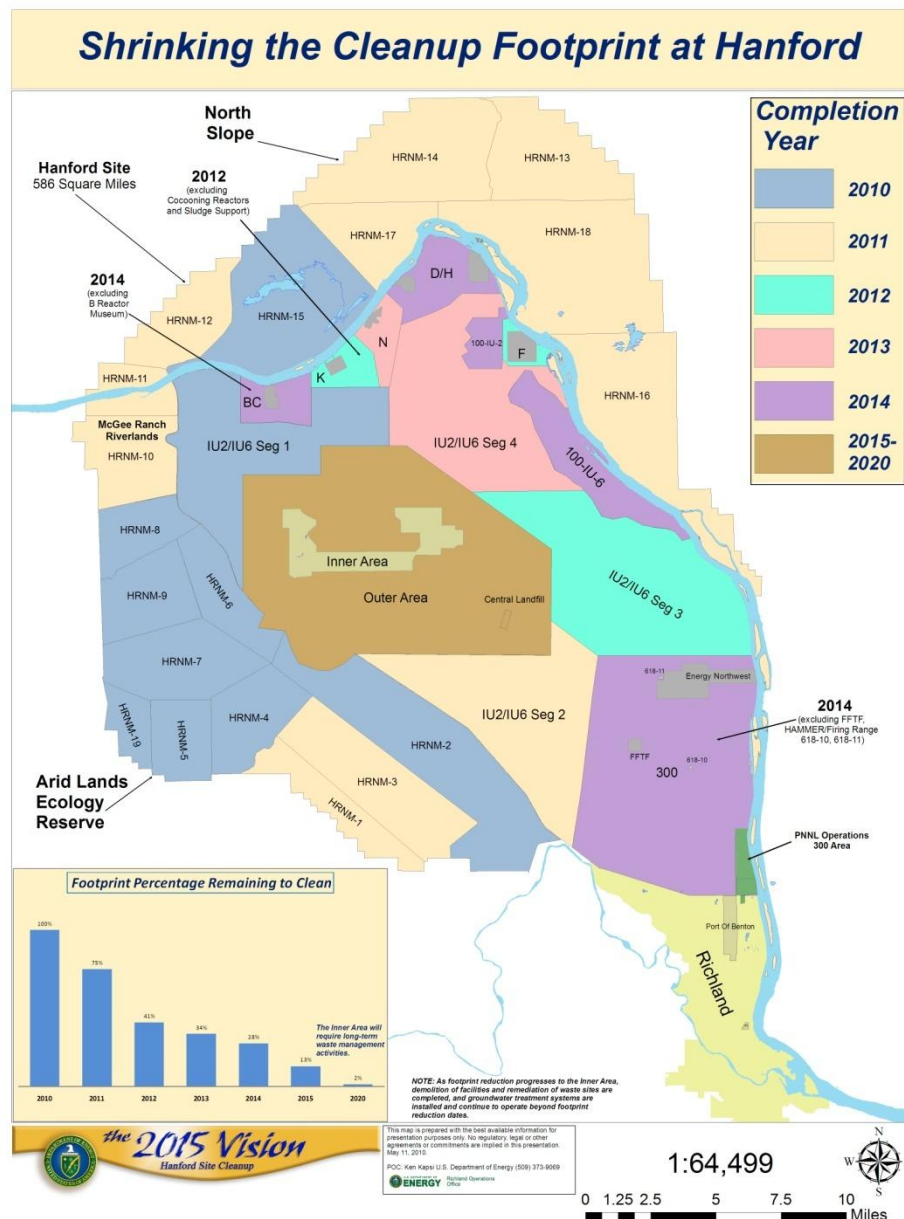 Shrinking the Cleanup Footprint at Hanford
North
Slope
Hanford Site
586 Square Miles
2012
(excluding
Cocooning Reactors
and Sludge Support)
2014
(excluding
B Reactor
Museum)
HRNM-14
HRNM-13
HRNM-17
HRNM-18
HRNM-15
HRNM-12
HRNM-11
HRNM-16
D/H
100-IU-2
F
N
K
BC
McGee Ranch
Riverlands
HRNM-10
IU2/IU6 Seg 1
IU2/IU6 Seg 4
100-IU-6
HRNM-8
HRNM-9
HRNM-6
HRNM-7
HRNM-19
HRNM-5
HRNM-4
Inner Area
Outer Area
Central Landfill
IU2/IU6 Seg 3
IU2/IU6 Seg 2
HRNM-2
HRNM-3
HRNM-1
618-11
Energy Northwest
FFTF
618-10
300
2014
(excluding FFTF,
HAMMER/Firing Range
618-10, 618-11)
Arid Lands
Ecology
Reserve
PNNL Operations
300 Area
Port Of Benton
Richland
Completion
Year
2010
2011
2012
2013
2014
2015-
2020
Footprint Percentage Remaining to Clean
100%
75%
41%
34%
28%
13%
2%
The Inner Area will
require long-term
waste management
activities.
2010 2011 2012 2013 2014 2015 2020
NOTE: As footprint reduction progresses to the Inner Area,
demolition of facilities and remediation of waste sites are
completed, and groundwater treatment systems are
installed and continue to operate beyond footprint
reduction dates.
the 2015 Vision
Hanford Site Cleanup
This map is prepared with the best available information for
presentation purposes only. No regulatory, legal or other
agreements or commitments are implied in this presentation.
May 11, 2010.
POC: Ken Kapsi U.S. Department of Energy (509) 373-9069
ENERGY
Richland Operations
Office
1:64,499
N
W E
S
0 1.25 2.5 5 7.5 10
Miles